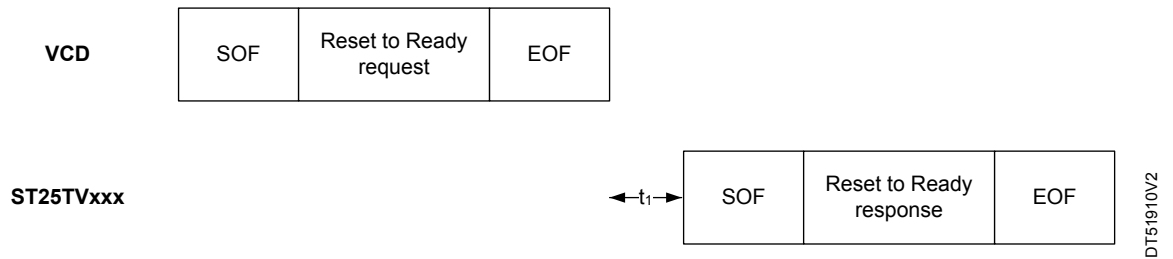 VCD
SOF
Reset to Ready
request
EOF
ST25TVxxx
t₁
SOF
Reset to Ready
response
EOF
DT51910V2